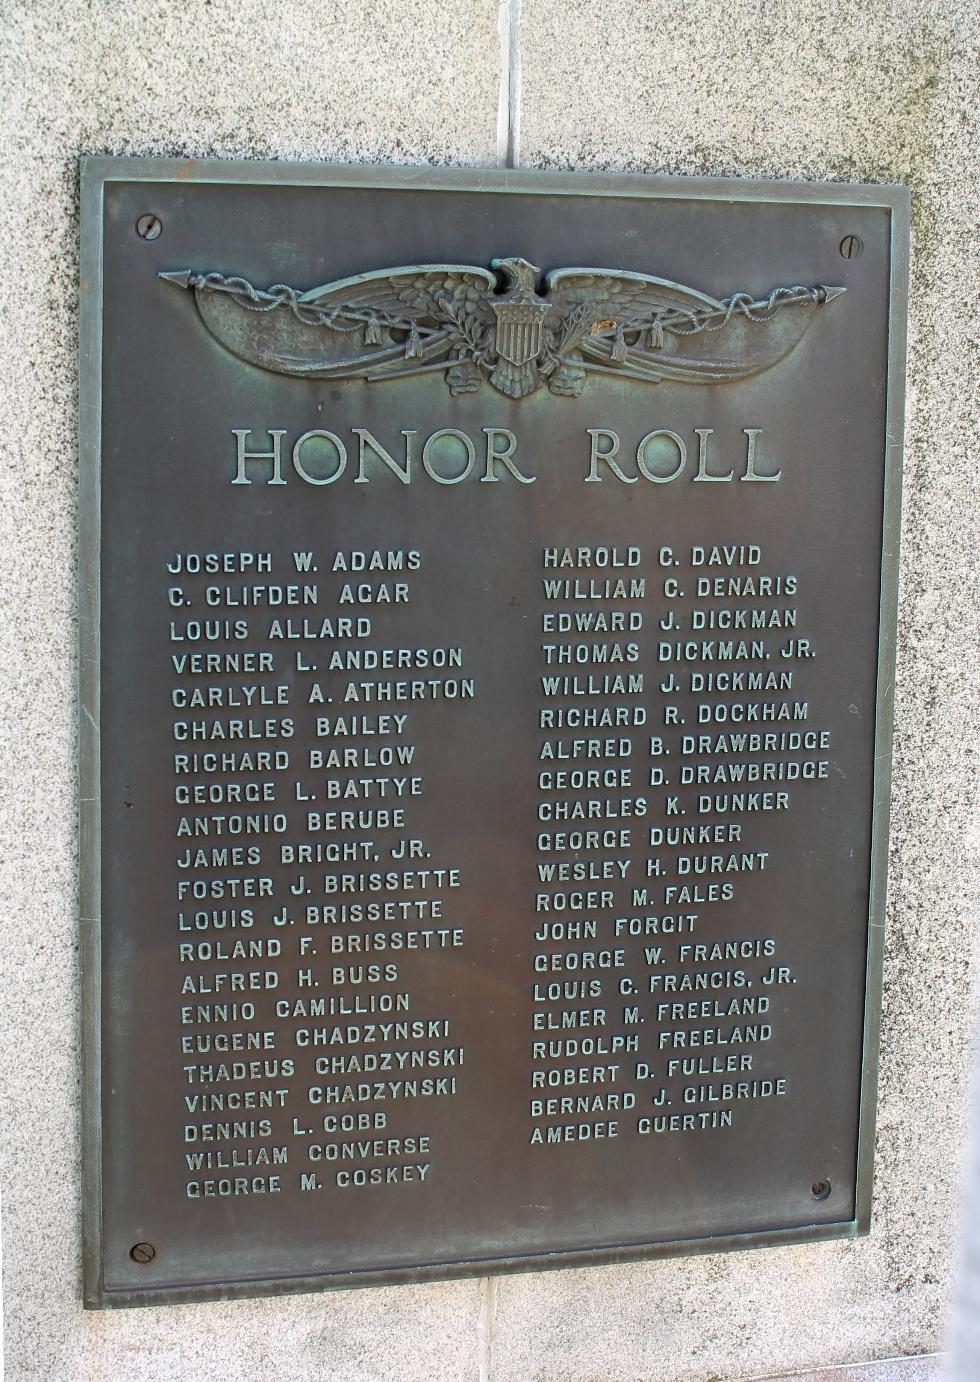 HONOR ROLL
JOSEPH W. ADAMS
C. CLIFDEN AGAR
LOUIS ALLARD
VERNER L. ANDERSON
CARLYLE A. ATHERTON
CHARLES BAILEY
RICHARD BARLOW
GEORGE L. BATTYE
ANTONIO BERUBE
JAMES BRIGHT, JR.
FOSTER J. BRISSETTE
LOUIS J. BRISSETTE
ROLAND F. BRISSETTE
ALFRED H. BUSS
ENNIO CAMILLION
EUGENE CHADZYNSKI
THADEUS CHADZYNSKI
VINCENT CHADZYNSKI
DENNIS L. COBB
WILLIAM CONVERSE
GEORGE M. COSKEY
HAROLD C. DAVID
WILLIAM C. DENARIS
EDWARD J. DICKMAN
THOMAS DICKMAN, JR.
WILLIAM J. DICKMAN
RICHARD R. DOCKHAM
ALFRED B. DRAWBRIDGE
GEORGE D. DRAWBRIDGE
CHARLES K. DUNKER
GEORGE DUNKER
WESLEY H. DURANT
ROGER M. FALES
JOHN FORGIT
GEORGE W. FRANCIS
LOUIS C. FRANCIS, JR.
ELMER M. FREELAND
RUDOLPH FREELAND
ROBERT D. FULLER
BERNARD J. GILBRIDE
AMEDEE GUERTIN